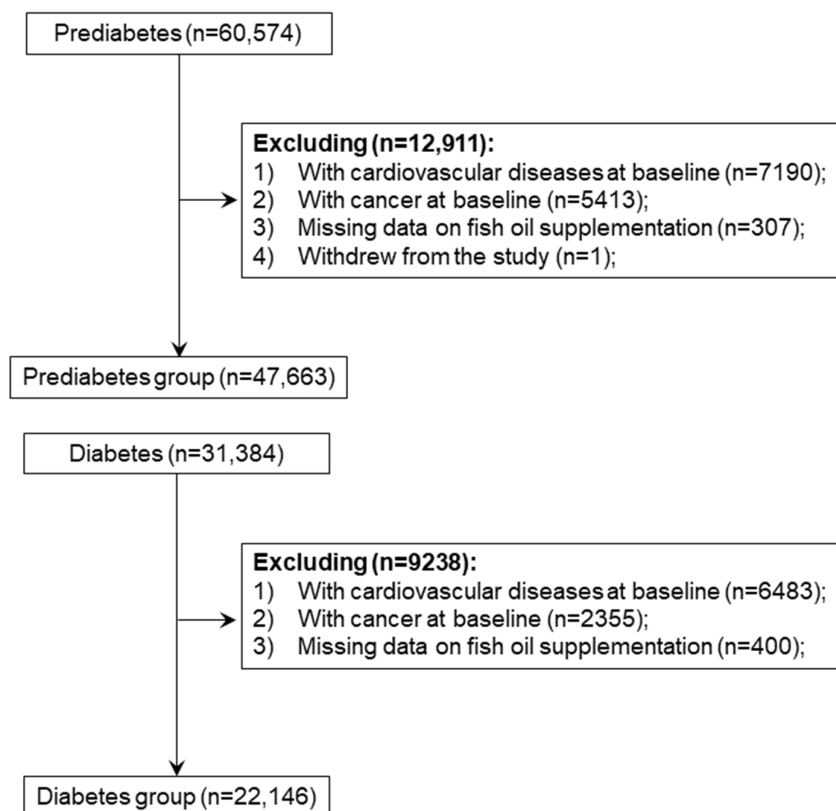 Prediabetes (n=60,574)
Excluding (n=12,911):
1) With cardiovascular diseases at baseline (n=7190);
2) With cancer at baseline (n=5413);
3) Missing data on fish oil supplementation (n=307);
4) Withdrew from the study (n=1);
Prediabetes group (n=47,663)
Diabetes (n=31,384)
Excluding (n=9238):
1) With cardiovascular diseases at baseline (n=6483);
2) With cancer at baseline (n=2355);
3) Missing data on fish oil supplementation (n=400);
Diabetes group (n=22,146)